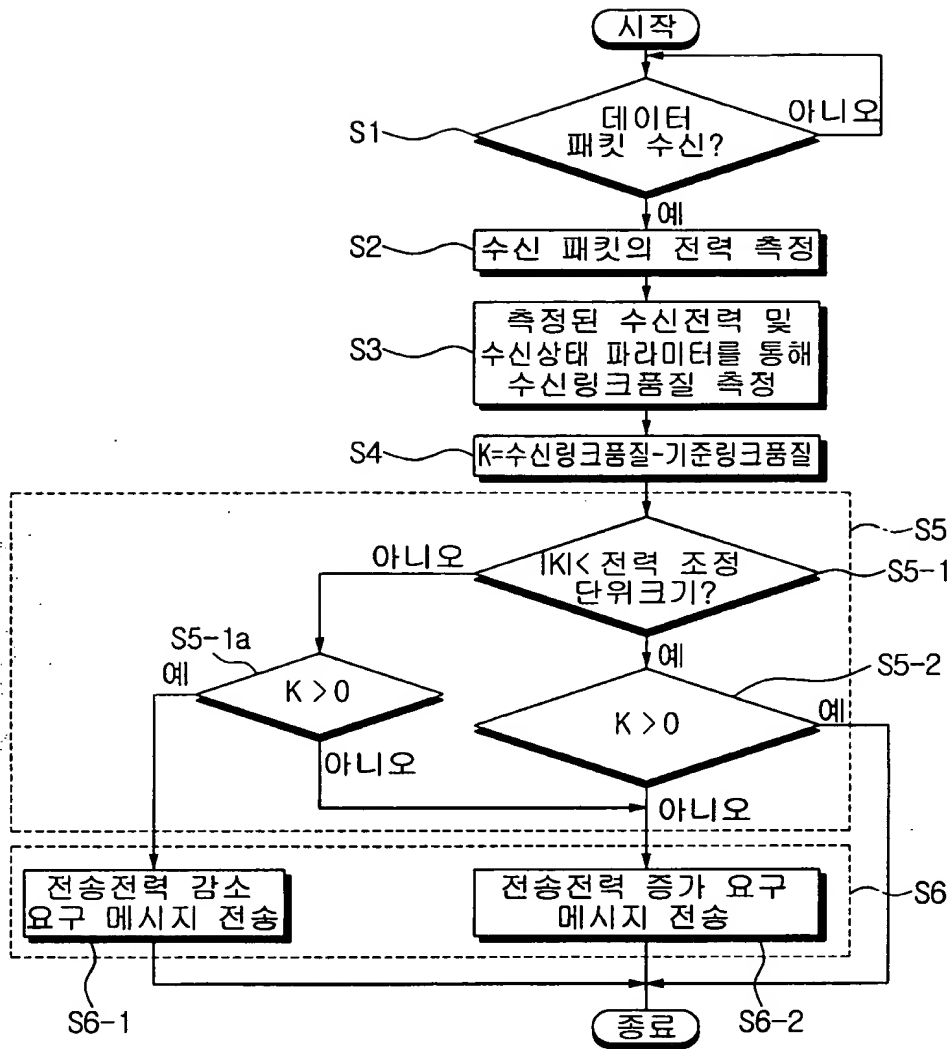 시작
아니오
데이터
패킷 수신?
S1
예
S2
수신 패킷의 전력 측정
측정된 수신전력 및
수신상태 파라미터를 통해
수신링크품질 측정
S3
S4
K=수신링크품질-기준링크품질
S5
아니오
|K|< 전력 조정
단위크기?
S5-1
S5-1a
예
예
S5-2
K > 0
K > 0
예
아니오
아니오
전송전력 감소
요구 메시지 전송
전송전력 증가 요구
메시지 전송
S6
S6-1
S6-2
종료